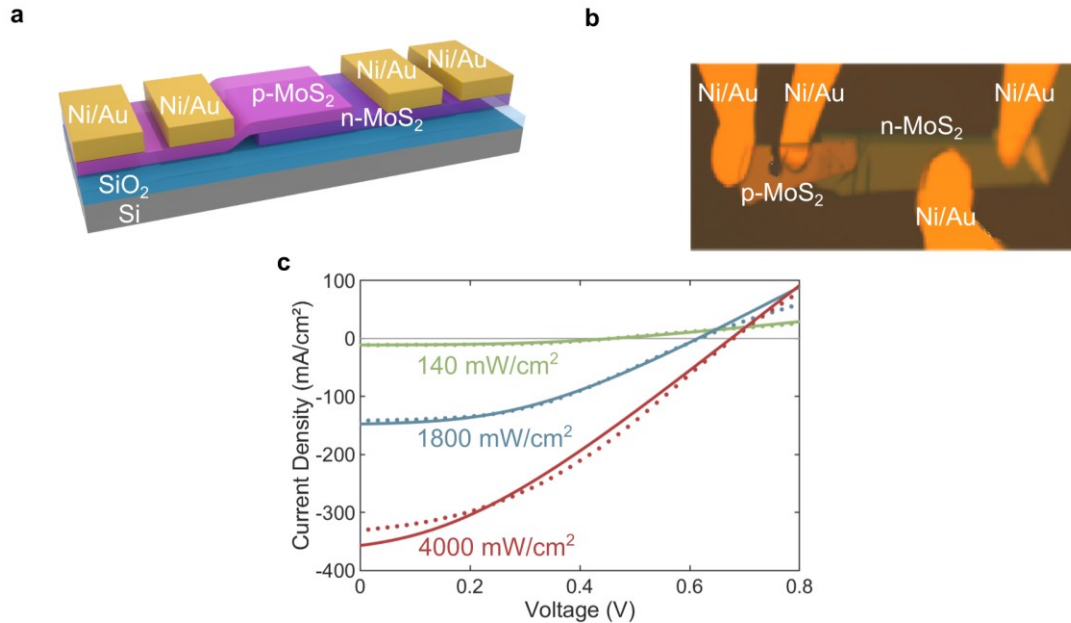 a
Ni/Au
Ni/Au
p-MoS₂
Ni/Au
Ni/Au
n-MoS₂
SiO₂
Si
b
Ni/Au
Ni/Au
n-MoS₂
Ni/Au
p-MoS₂
Ni/Au
c
Current Density (mA/cm²)
100
0
-100
-200
-300
-400
140 mW/cm²
1800 mW/cm²
4000 mW/cm²
0
0.2
0.4
0.6
0.8
Voltage (V)